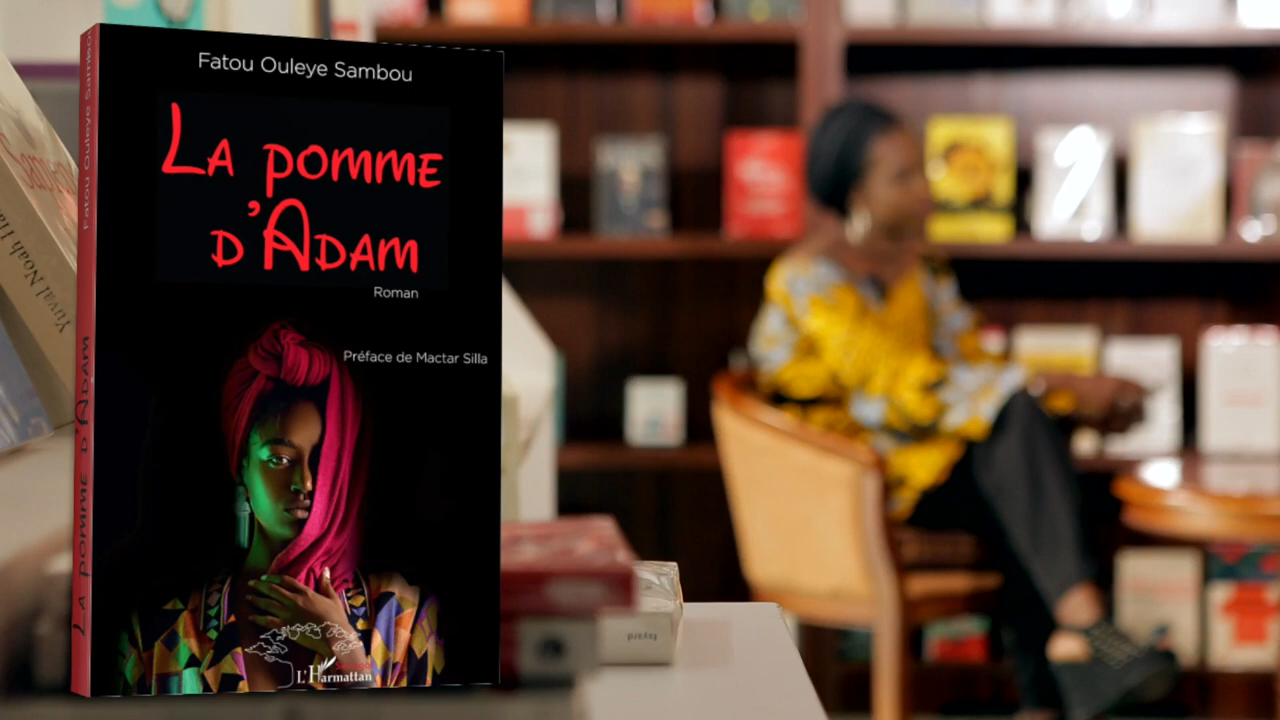 Fatou Ouleye Sambou
La pomme
d'Adam
Roman
Préface de Mactar Silla
L'Harmattan
Fatou Ouleye Sambou
La pomme d'Adam
Yuval Noah
fayard